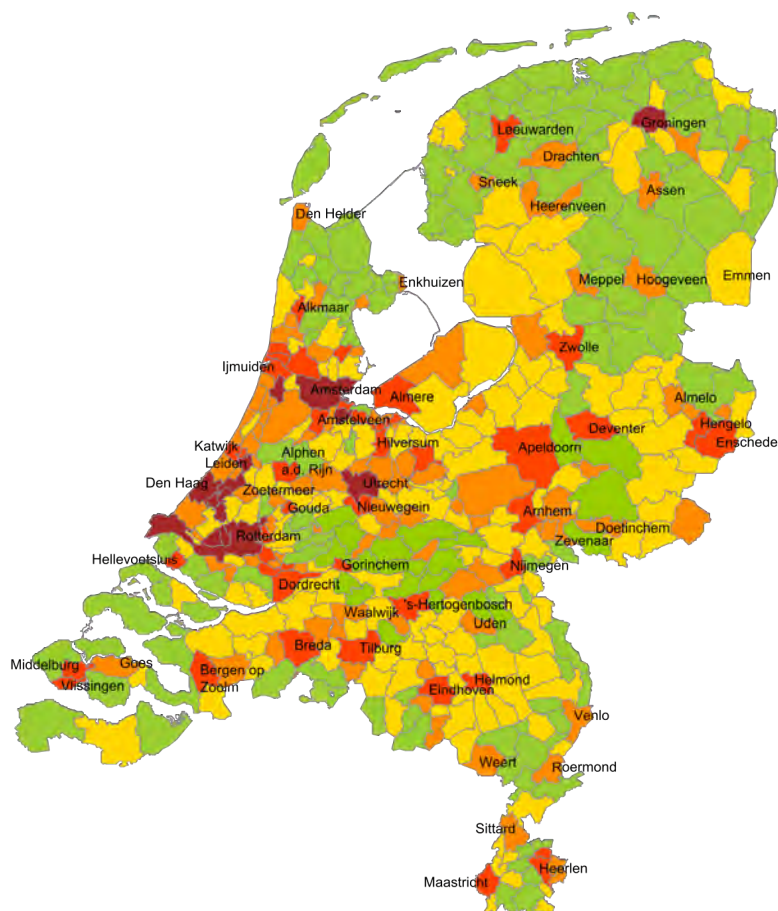 Groningen
Leeuwarden
Drachten
Sneek
Assen
Heerenveen
Den Helder
Enkhuizen
Meppel
Hoogeveen
Emmen
Alkmaar
Zwolle
Ijmuiden
Amsterdam
Almere
Almelo
Amstelveen
Deventer
Hengelo
Enschede
Hilversum
Apeldoorn
Katwijk
Alphen
a.d. Rijn
Leiden
Den Haag
Zoetermeer
Utrecht
Gouda
Nieuwegein
Arnhem
Doetinchem
Rotterdam
Zevenaar
Hellevoetsluis
Gorinchem
Nijmegen
Dordrecht
Waalwijk
's-Hertogenbosch
Uden
Breda
Tilburg
Middelburg
Goes
Bergen op
Zoolm
Vlissingen
Helmond
Eindhoven
Venlo
Weert
Roermond
Sittard
Heerlen
Maastricht